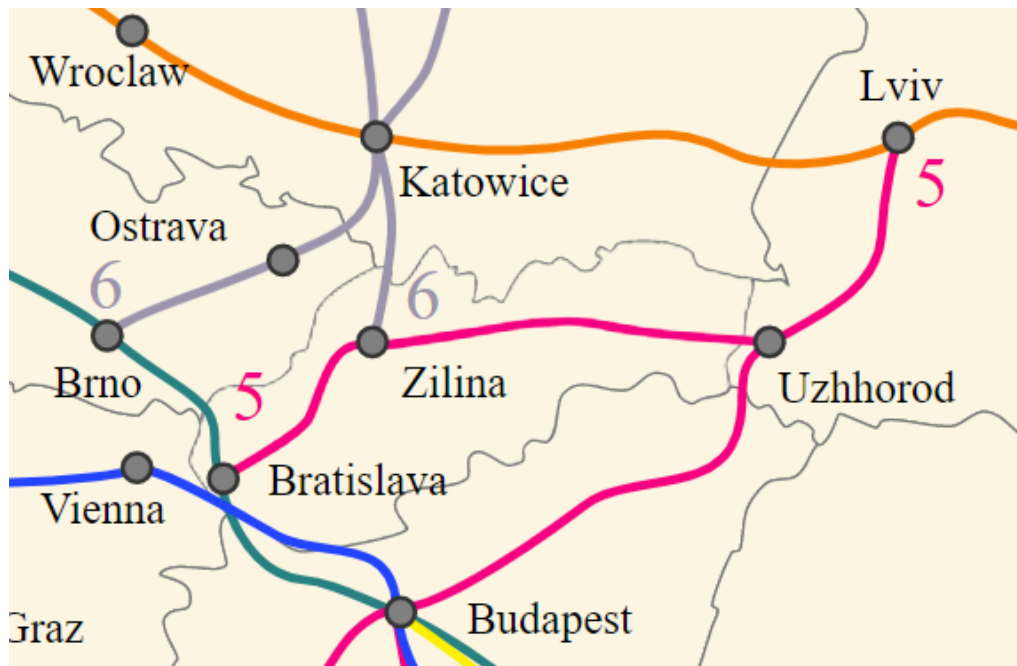 Wroclaw
Lviv
Katowice
5
Ostrava
6
6
Brno
Zilina
Uzhhorod
5
Bratislava
Vienna
Budapest
Graz